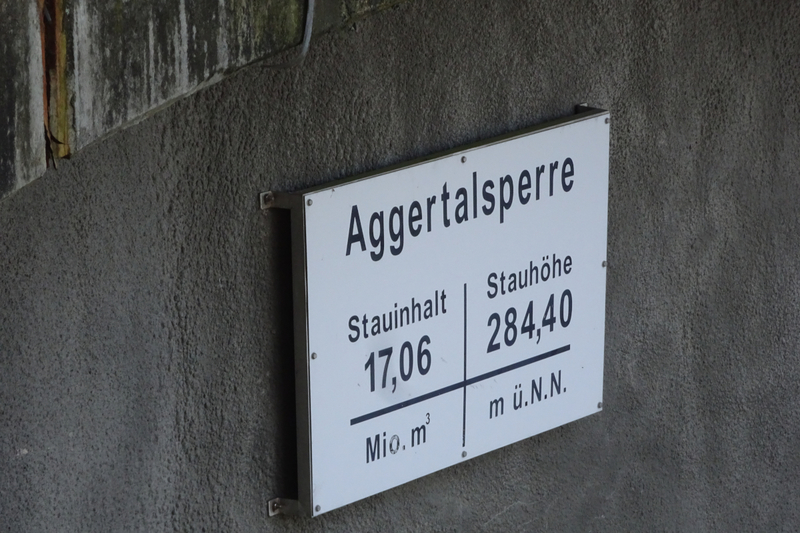 Aggertalsperre
Stauinhalt
17,06
Mio. m³
Stauhöhe
284,40
m ü.N.N.